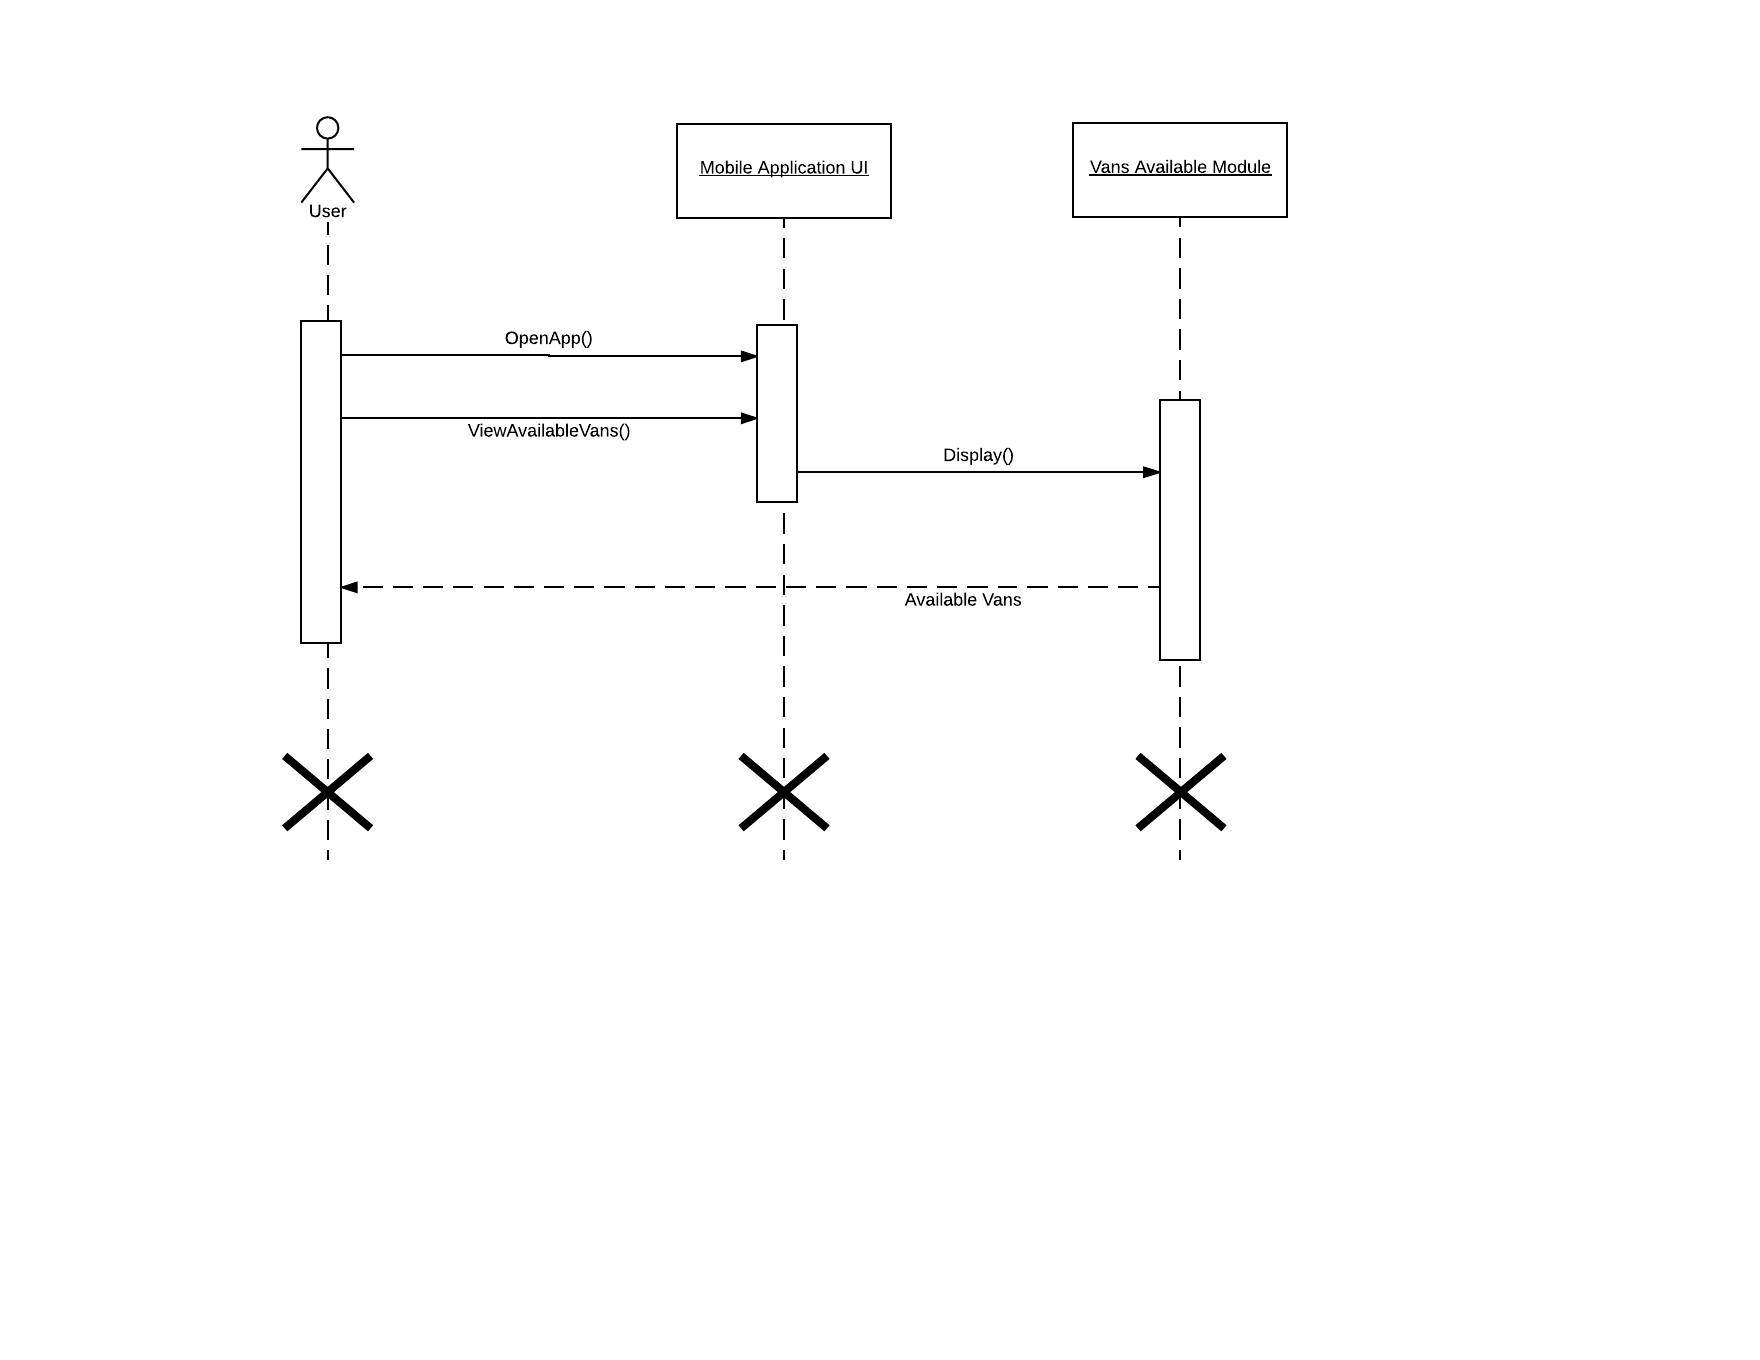 User
Mobile Application UI
Vans Available Module
OpenApp()
ViewAvailableVans()
Display()
Available Vans